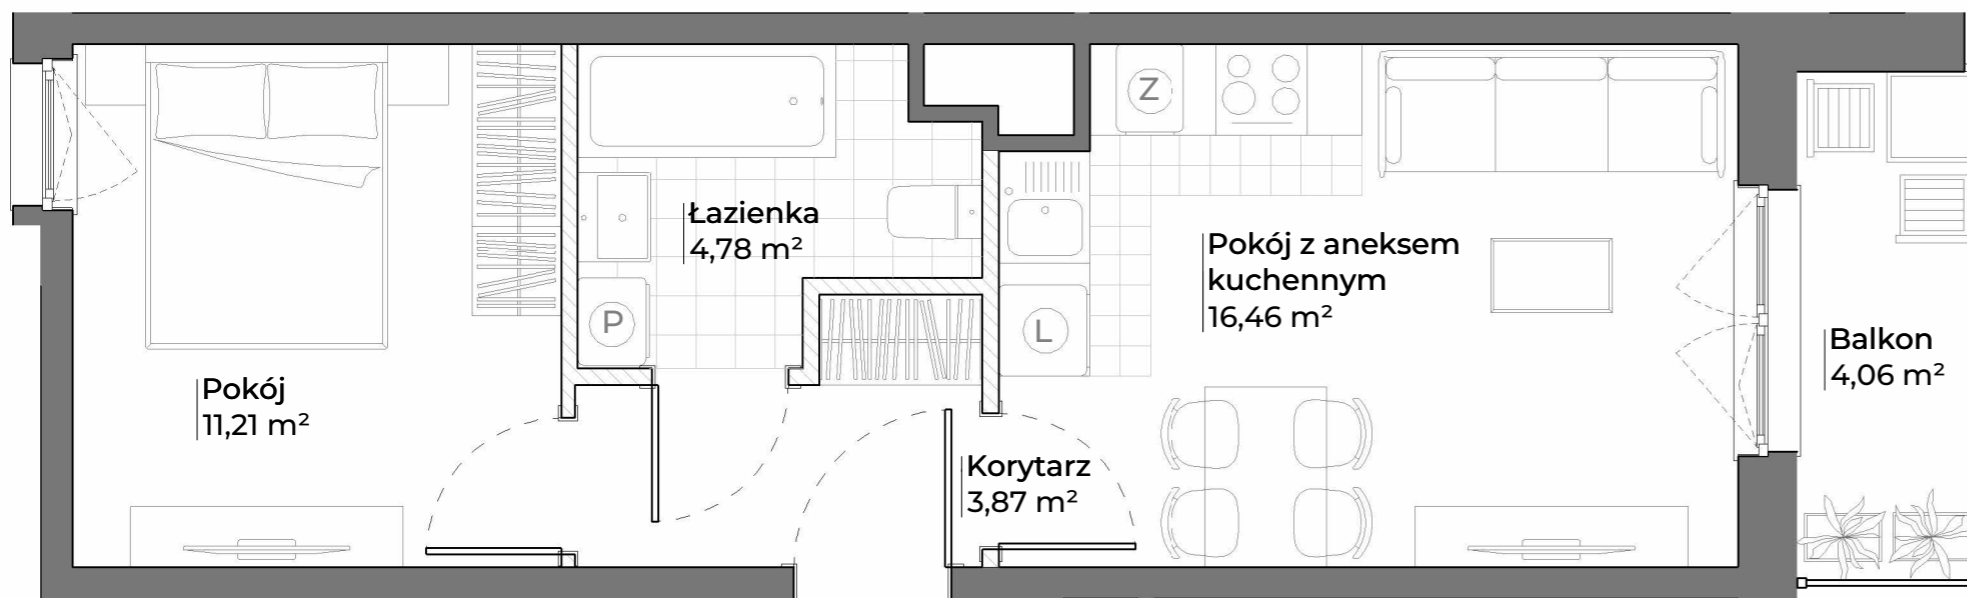 Z
Łazienka
4,78 m²
Pokój z aneksem
kuchennym
16,46 m²
P
L
Balkon
4,06 m²
Pokój
11,21 m²
Korytarz
3,87 m²